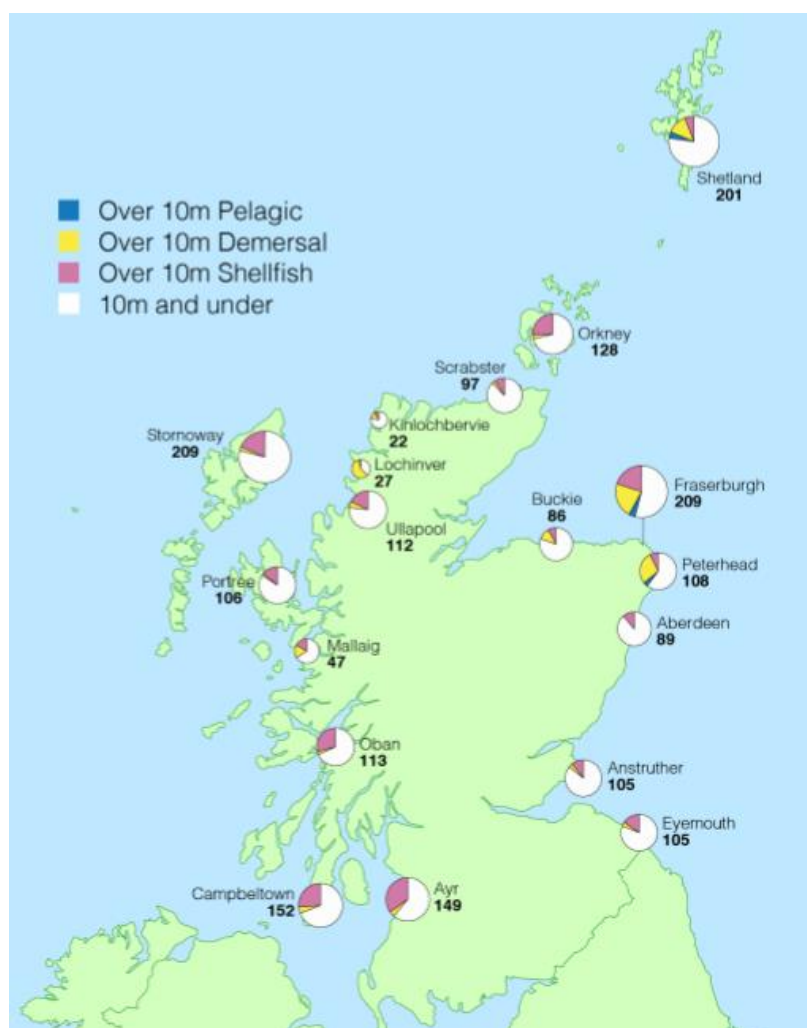 Shetland
201
Over 10m Pelagic
Over 10m Demersal
Over 10m Shellfish
10m and under
Orkney
128
Scrabster
97
Kinlochbervie
22
Stornoway
209
Lochinver
27
Fraserburgh
209
Buckie
86
Ullapool
112
Peterhead
108
Portree
106
Aberdeen
89
Mallaig
47
Oban
113
Anstruther
105
Eyemouth
105
Campbeltown
152
Ayr
149